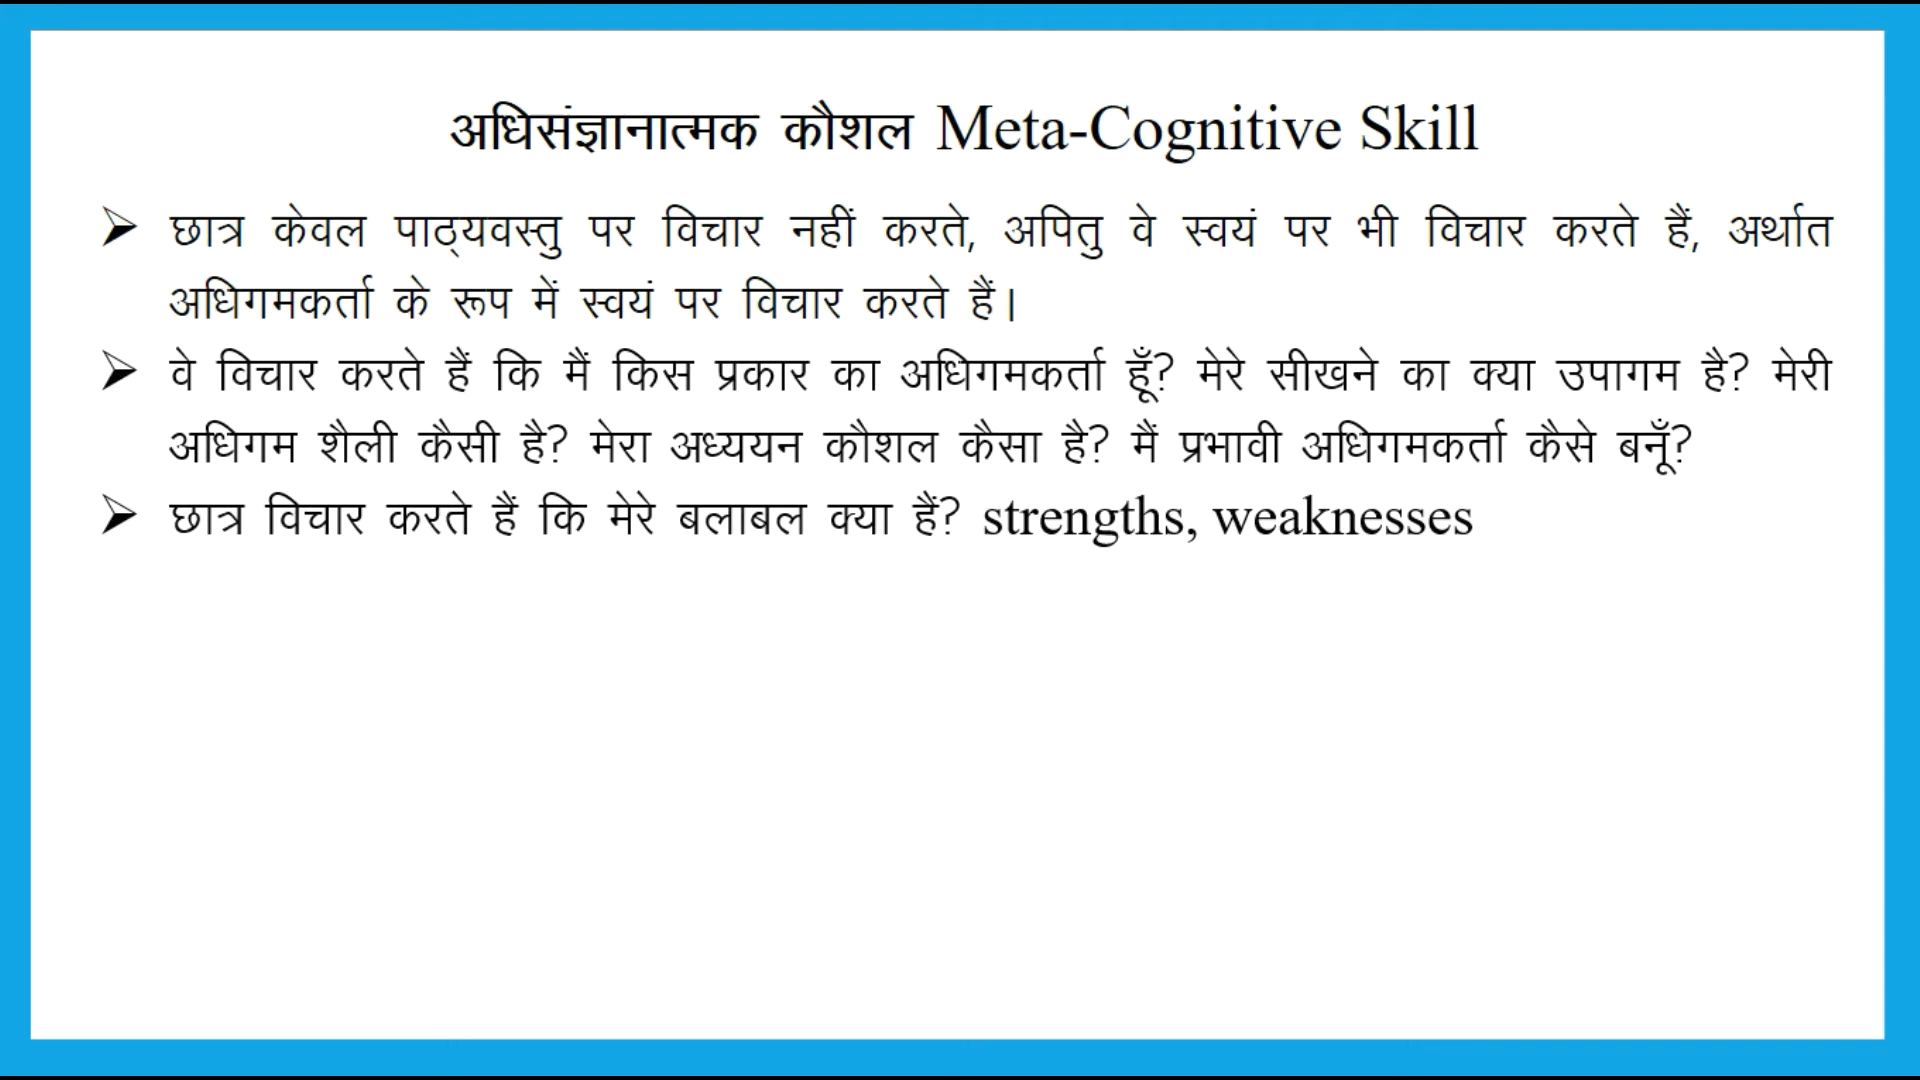 अधिसंज्ञानात्मक कौशल Meta-Cognitive Skill
➢ छात्र केवल पाठ्यवस्तु पर विचार नहीं करते, अपितु वे स्वयं पर भी विचार करते हैं, अर्थात
अधिगमकर्ता के रूप में स्वयं पर विचार करते हैं।
➢ वे विचार करते हैं कि मैं किस प्रकार का अधिगमकर्ता हूँ? मेरे सीखने का क्या उपागम है? मेरी
अधिगम शैली कैसी है? मेरा अध्ययन कौशल कैसा है? मैं प्रभावी अधिगमकर्ता कैसे बनूँ?
➢ छात्र विचार करते हैं कि मेरे बलाबल क्या हैं? strengths, weaknesses